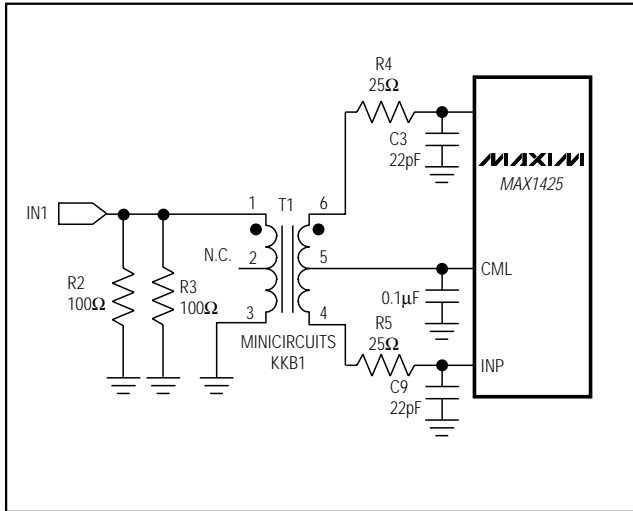 R4
25Ω
C3
22pF
MAXIM
MAX1425
IN1
1
T1
6
N.C.
2
5
CML
R2
100Ω
R3
100Ω
3
4
0.1µF
MINICIRCUITS
KKB1
R5
25Ω
INP
C9
22pF